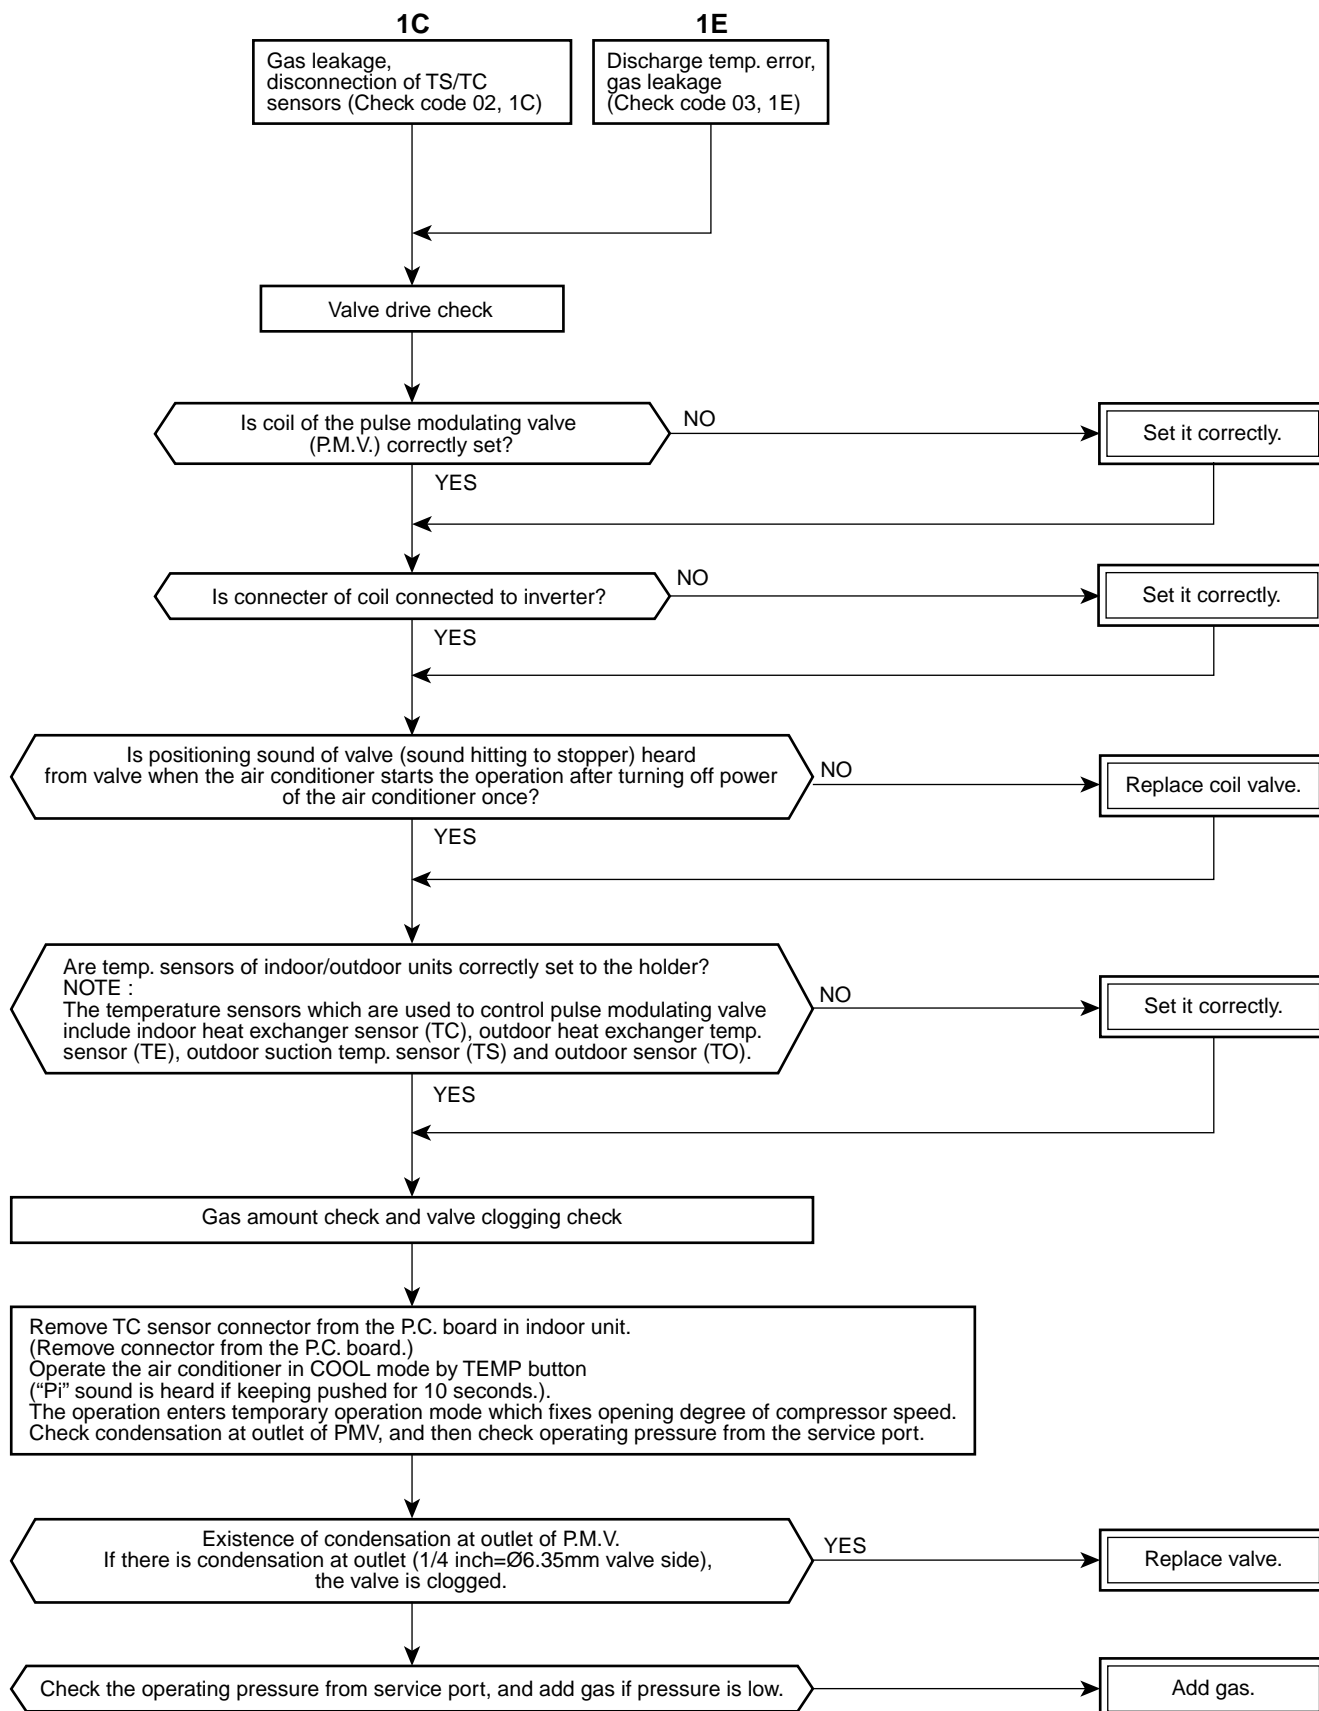 1C
Gas leakage,
disconnection of TS/TC
sensors (Check code 02, 1C)
1E
Discharge temp. error,
gas leakage
(Check code 03, 1E)
Valve drive check
Is coil of the pulse modulating valve
(P.M.V.) correctly set?
NO
Set it correctly.
YES
Is connecter of coil connected to inverter?
NO
Set it correctly.
YES
Is positioning sound of valve (sound hitting to stopper) heard
from valve when the air conditioner starts the operation after turning off power
of the air conditioner once?
NO
Replace coil valve.
YES
Are temp. sensors of indoor/outdoor units correctly set to the holder?
NOTE :
The temperature sensors which are used to control pulse modulating valve
include indoor heat exchanger sensor (TC), outdoor heat exchanger temp.
sensor (TE), outdoor suction temp. sensor (TS) and outdoor sensor (TO).
NO
Set it correctly.
YES
Gas amount check and valve clogging check
Remove TC sensor connector from the P.C. board in indoor unit.
(Remove connector from the P.C. board.)
Operate the air conditioner in COOL mode by TEMP button
(“Pi” sound is heard if keeping pushed for 10 seconds.).
The operation enters temporary operation mode which fixes opening degree of compressor speed.
Check condensation at outlet of PMV, and then check operating pressure from the service port.
Existence of condensation at outlet of P.M.V.
If there is condensation at outlet (1/4 inch=Ø6.35mm valve side),
the valve is clogged.
YES
Replace valve.
Check the operating pressure from service port, and add gas if pressure is low.
Add gas.